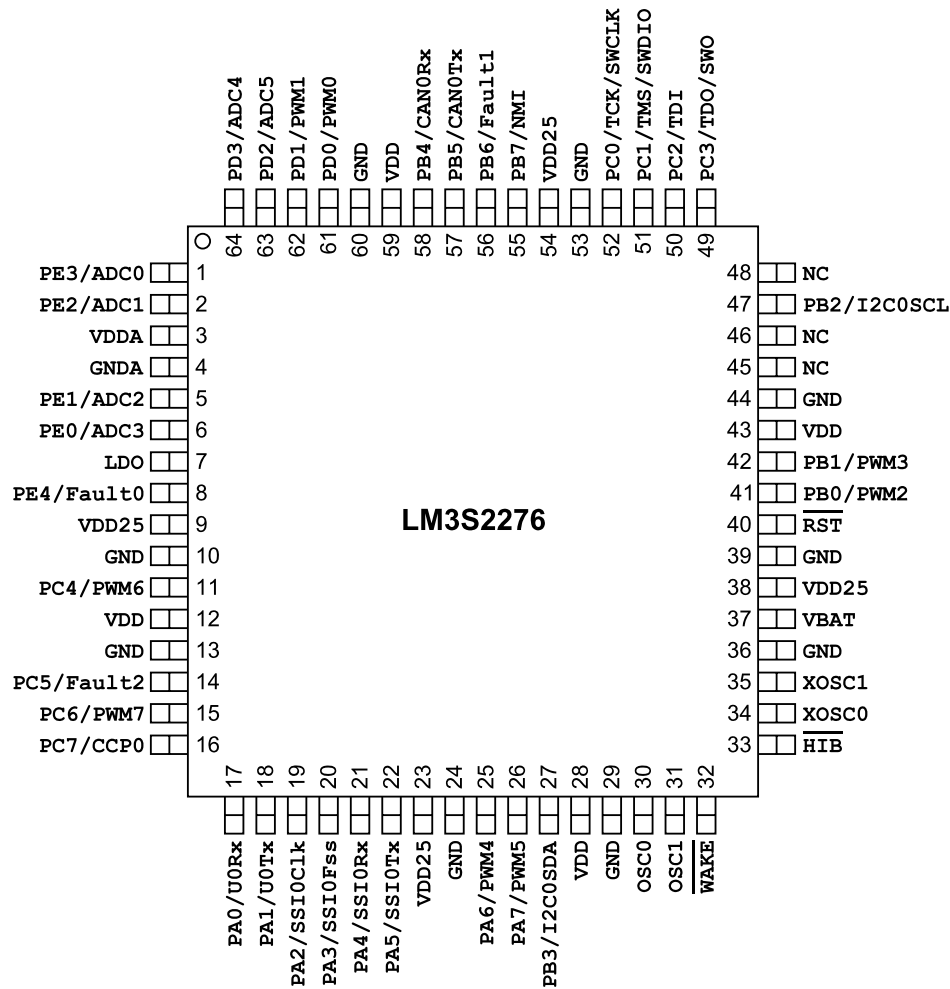 PD3/ADC4
PD2/ADC5
PD1/PWM1
PD0/PWM0
GND
VDD
PB4/CAN0Rx
PB5/CAN0Tx
PB6/Fault1
PB7/NMI
VDD25
GND
PC0/TCK/SWCLK
PC1/TMS/SWDIO
PC2/TDI
PC3/TDO/SWO
64
63
62
61
60
59
58
57
56
55
54
53
52
51
50
49
PE3/ADC0 1
PE2/ADC1 2
VDDA 3
GNDA 4
PE1/ADC2 5
PE0/ADC3 6
LDO 7
PE4/Fault0 8
VDD25 9
GND 10
PC4/PWM6 11
VDD 12
GND 13
PC5/Fault2 14
PC6/PWM7 15
PC7/CCP0 16
LM3S2276
48 NC
47 PB2/I2C0SCL
46 NC
45 NC
44 GND
43 VDD
42 PB1/PWM3
41 PB0/PWM2
40 RST
39 GND
38 VDD25
37 VBAT
36 GND
35 XOSC1
34 XOSC0
33 HIB
17
18
19
20
21
22
23
24
25
26
27
28
29
30
31
32
PA0/U0Rx
PA1/U0Tx
PA2/SSI0Clk
PA3/SSI0Fss
PA4/SSI0Rx
PA5/SSI0Tx
VDD25
GND
PA6/PWM4
PA7/PWM5
PB3/I2C0SDA
VDD
GND
OSC0
OSC1
WAKE